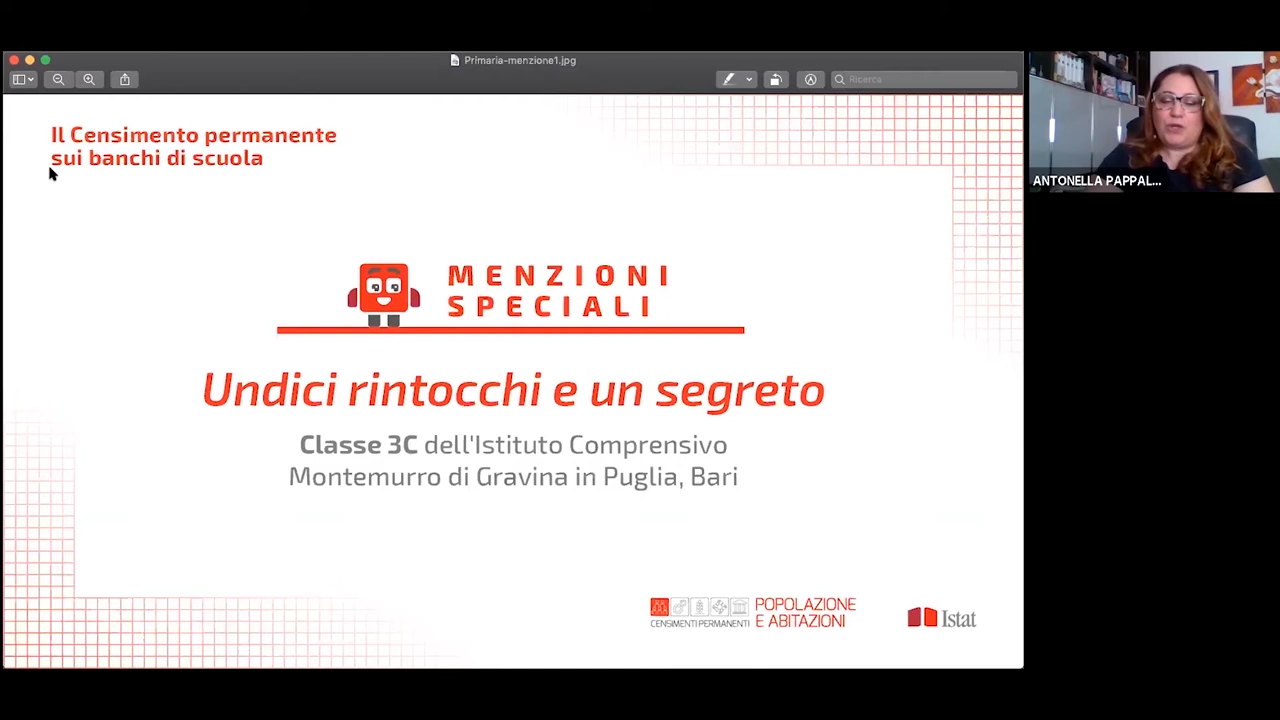 Primaria-menzione1.jpg
Ricerca
Il Censimento permanente
sui banchi di scuola
MENZIONI
SPECIALI
Undici rintocchi e un segreto
Classe 3C dell'Istituto Comprensivo
Montemurro di Gravina in Puglia, Bari
CENSIMENTI PERMANENTI
POPOLAZIONE
E ABITAZIONI
Istat
ANTONELLA PAPPAL...